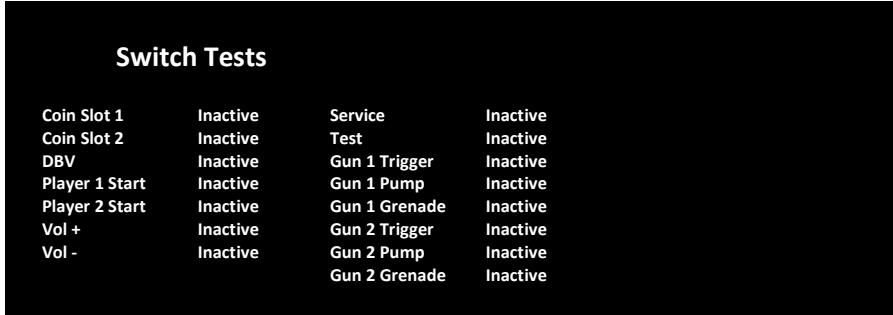 Switch Tests
Coin Slot 1 Inactive Service Inactive
Coin Slot 2 Inactive Test Inactive
DBV Inactive Gun 1 Trigger Inactive
Player 1 Start Inactive Gun 1 Pump Inactive
Player 2 Start Inactive Gun 1 Grenade Inactive
Vol + Inactive Gun 2 Trigger Inactive
Vol - Inactive Gun 2 Pump Inactive
Gun 2 Grenade Inactive